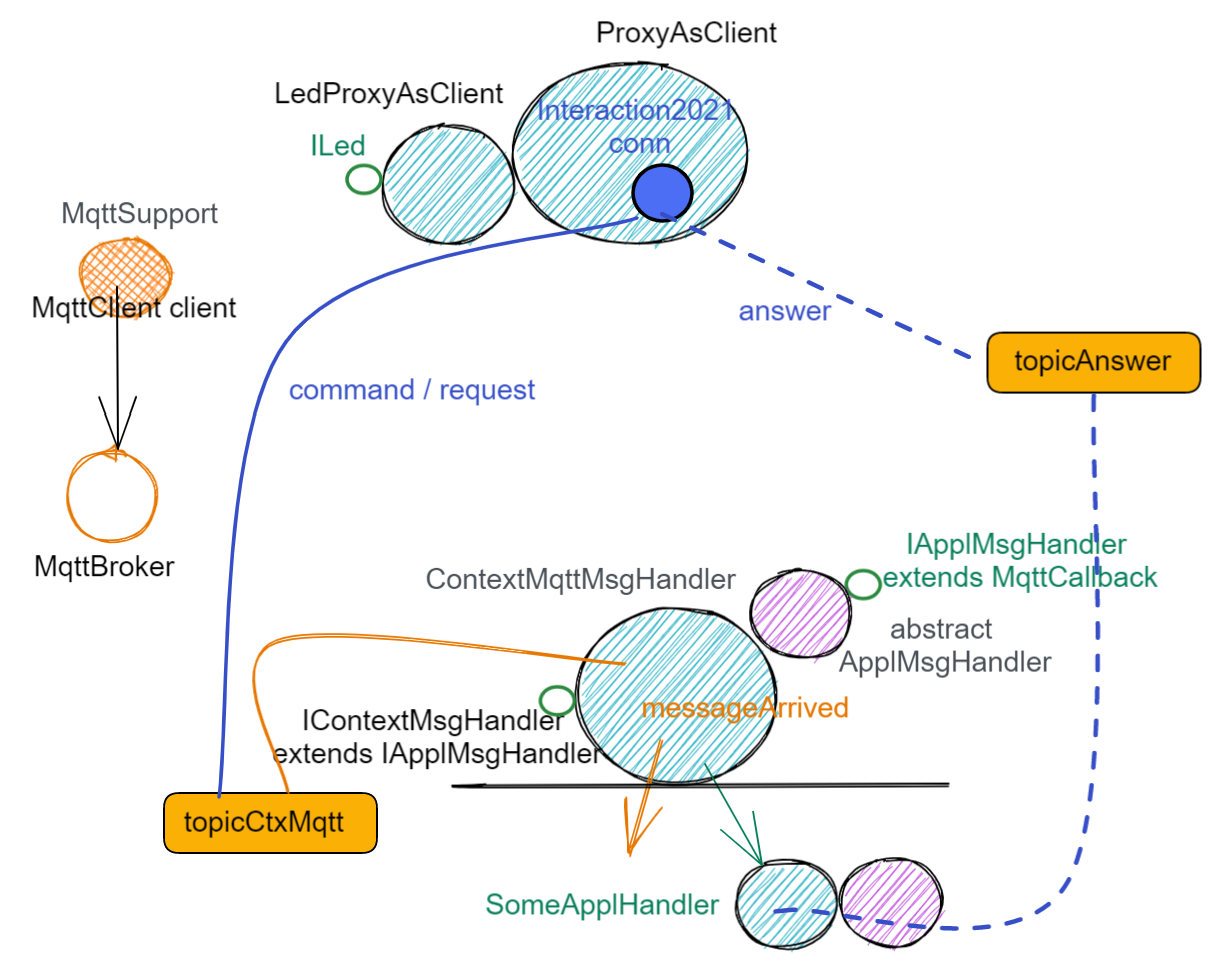 ProxyAsClient
LedProxyAsClient
Interaction2021
conn
ILed
MqttSupport
MqttClient client
answer
topicAnswer
command / request
MqttBroker
IApplMsgHandler
extends MqttCallback
ContextMqttMsgHandler
abstract
ApplMsgHandler
messageArrived
IContextMsgHandler
extends IApplMsgHandler
topicCtxMqtt
SomeApplHandler